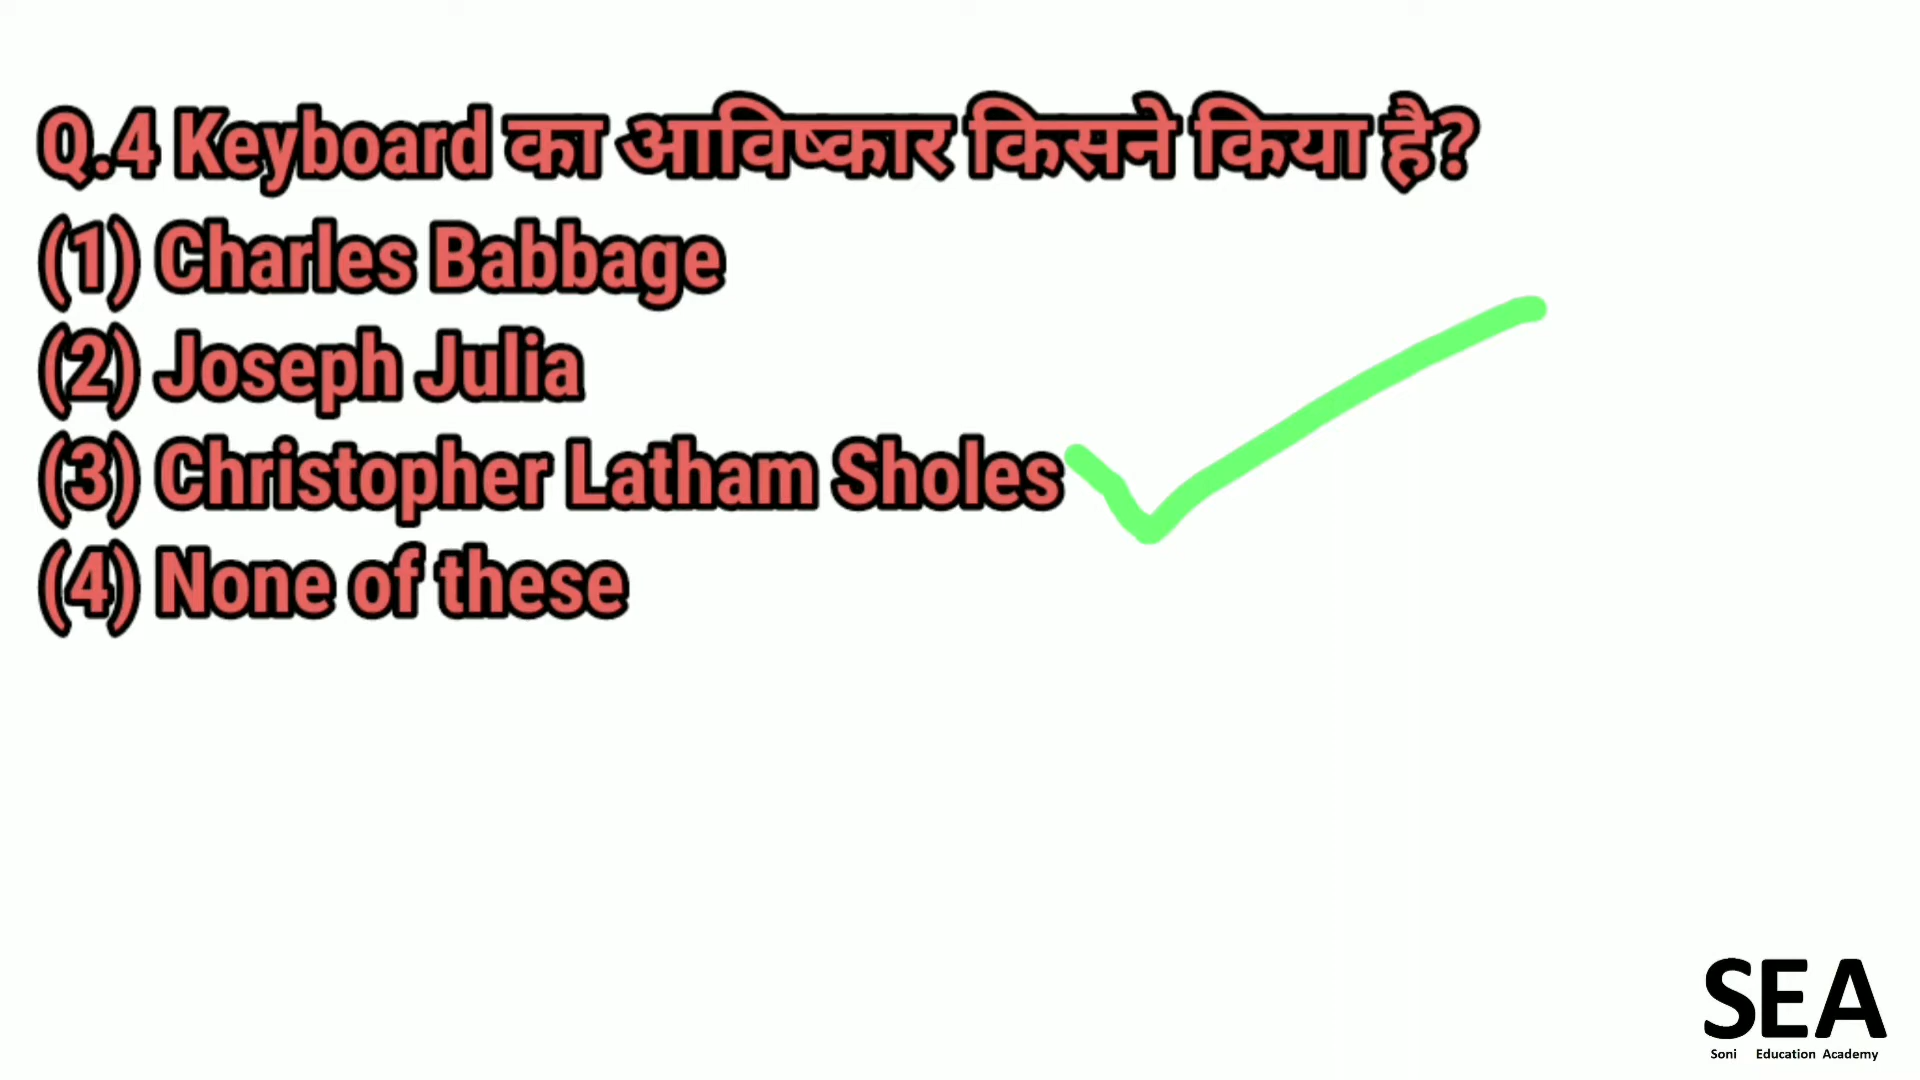 Q.4 Keyboard का आविष्कार किसने किया है?
(1) Charles Babbage
(2) Joseph Julia
(3) Christopher Latham Sholes
(4) None of these
SEA
Soni Education Academy